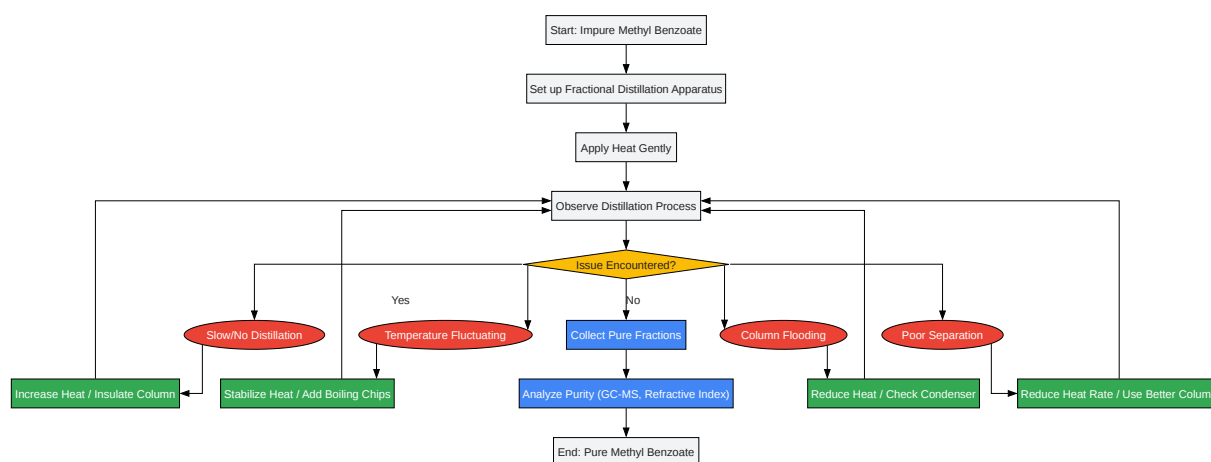 Start: Impure Methyl Benzoate
Set up Fractional Distillation Apparatus
Apply Heat Gently
Observe Distillation Process
Issue Encountered?
Yes
No
Slow/No Distillation
Temperature Fluctuating
Collect Pure Fractions
Column Flooding
Poor Separation
Increase Heat / Insulate Column
Stabilize Heat / Add Boiling Chips
Analyze Purity (GC-MS, Refractive Index)
Reduce Heat / Check Condenser
Reduce Heat Rate / Use Better Colum
End: Pure Methyl Benzoate